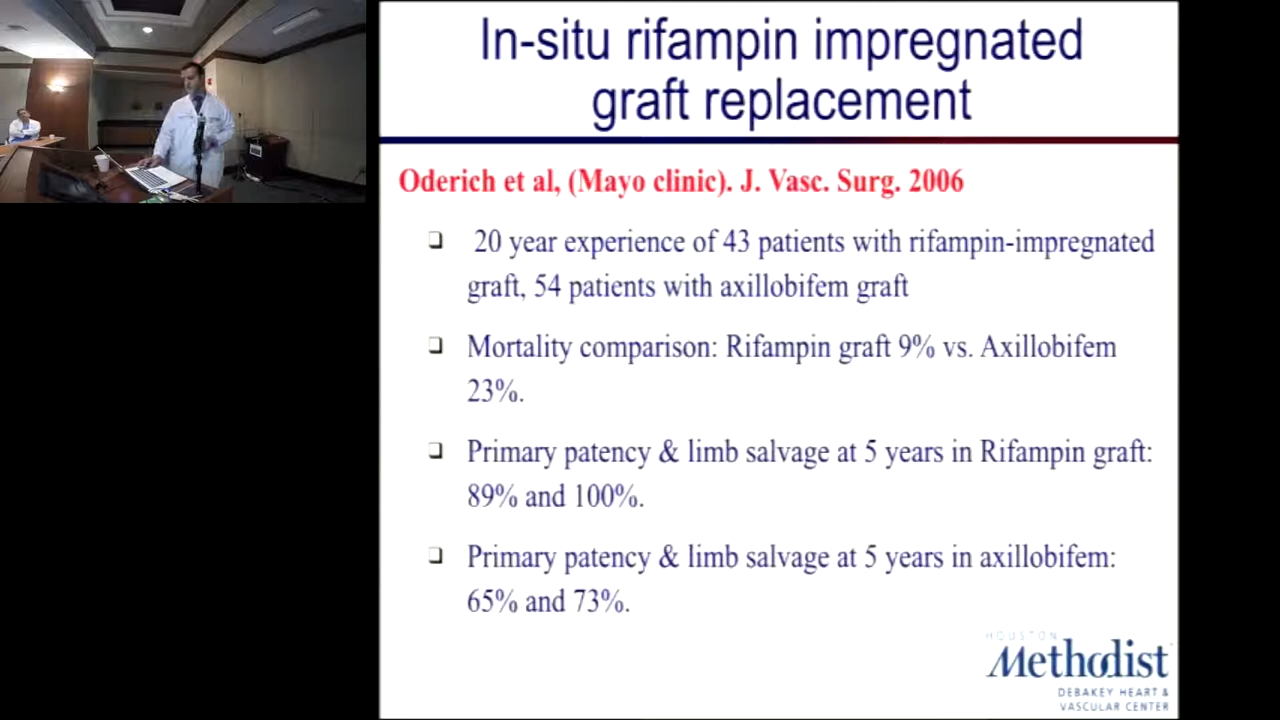 In-situ rifampin impregnated
graft replacement
Oderich et al, (Mayo clinic). J. Vasc. Surg. 2006
❑ 20 year experience of 43 patients with rifampin-impregnated
graft, 54 patients with axillobifem graft
❑ Mortality comparison: Rifampin graft 9% vs. Axillobifem
23%.
❑ Primary patency & limb salvage at 5 years in Rifampin graft:
89% and 100%.
❑ Primary patency & limb salvage at 5 years in axillobifem:
65% and 73%.
HOUSTON
Methodist
DEBAKEY HEART &
VASCULAR CENTER